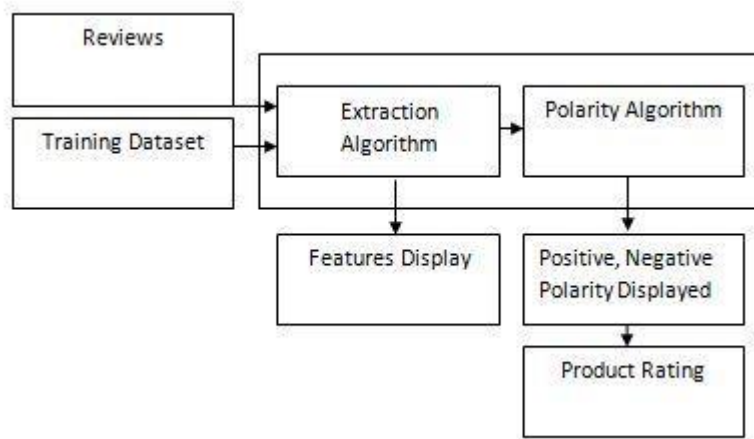 Reviews
Training Dataset
Extraction
Algorithm
Polarity Algorithm
Features Display
Positive, Negative
Polarity Displayed
Product Rating